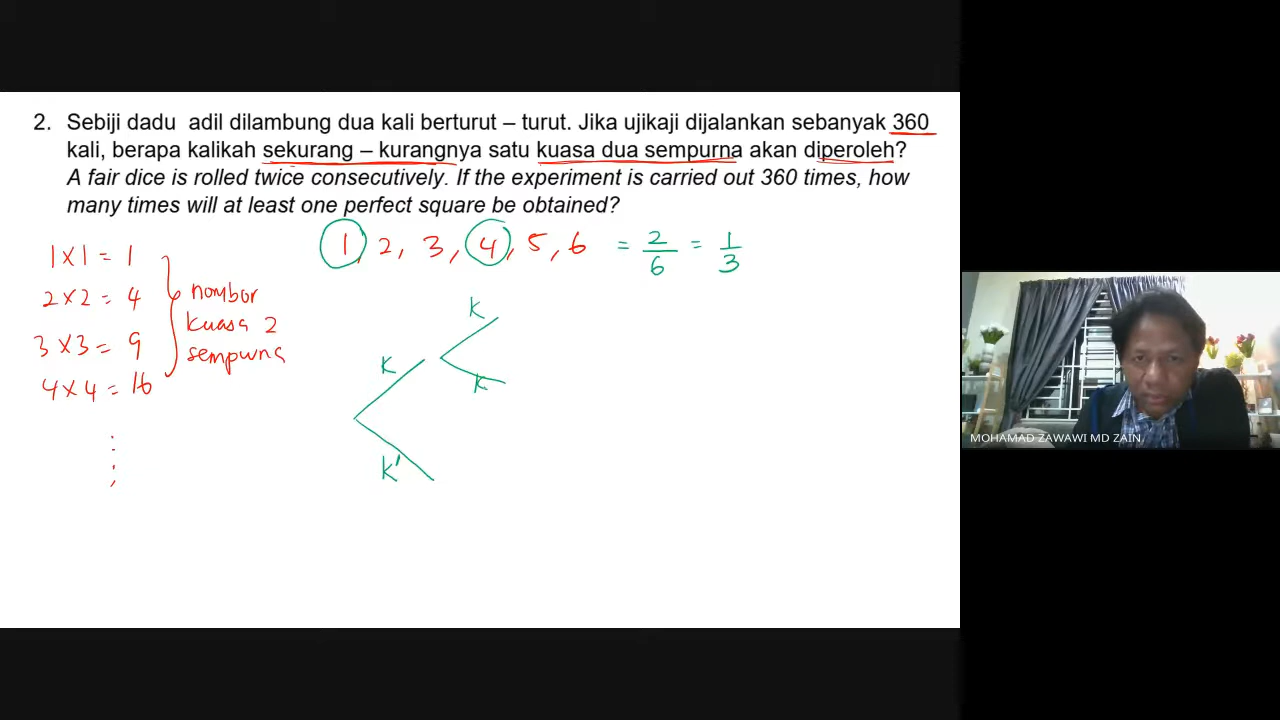 2. Sebiji dadu adil dilambung dua kali berturut – turut. Jika ujikaji dijalankan sebanyak 360
kali, berapa kalikah sekurang – kurangnya satu kuasa dua sempurna akan diperoleh?
A fair dice is rolled twice consecutively. If the experiment is carried out 360 times, how
many times will at least one perfect square be obtained?
1, 2, 3, 4, 5, 6 = 2/6 = 1/3
1 x 1 = 1
2 x 2 = 4
3 x 3 = 9
4 x 4 = 16
nombor
kuasa 2
sempurna
K
K
K
K'
MOHAMAD ZAWAWI MD ZAIN